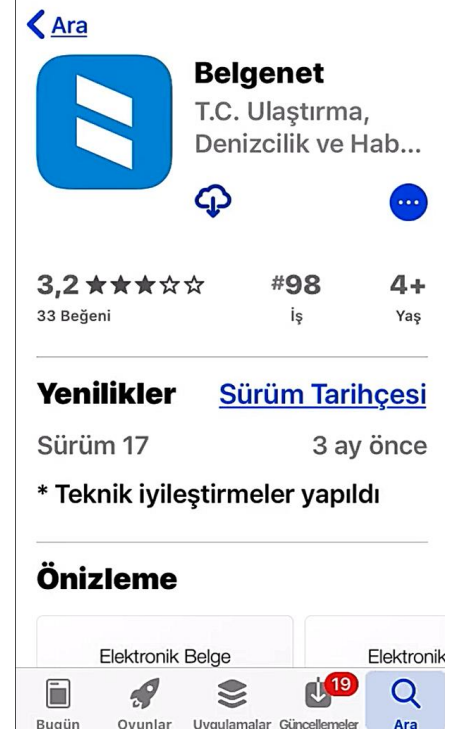 Ara
Belgenet
T.C. Ulaştırma,
Denizcilik ve Hab...
3,2 #98 4+
33 Beğeni İş Yaş
Yenilikler Sürüm Tarihçesi
Sürüm 17 3 ay önce
* Teknik iyileştirmeler yapıldı
Önizleme
Elektronik Belge Elektronik
19
Bugün Oyunlar Uygulamalar Güncellemeler Ara